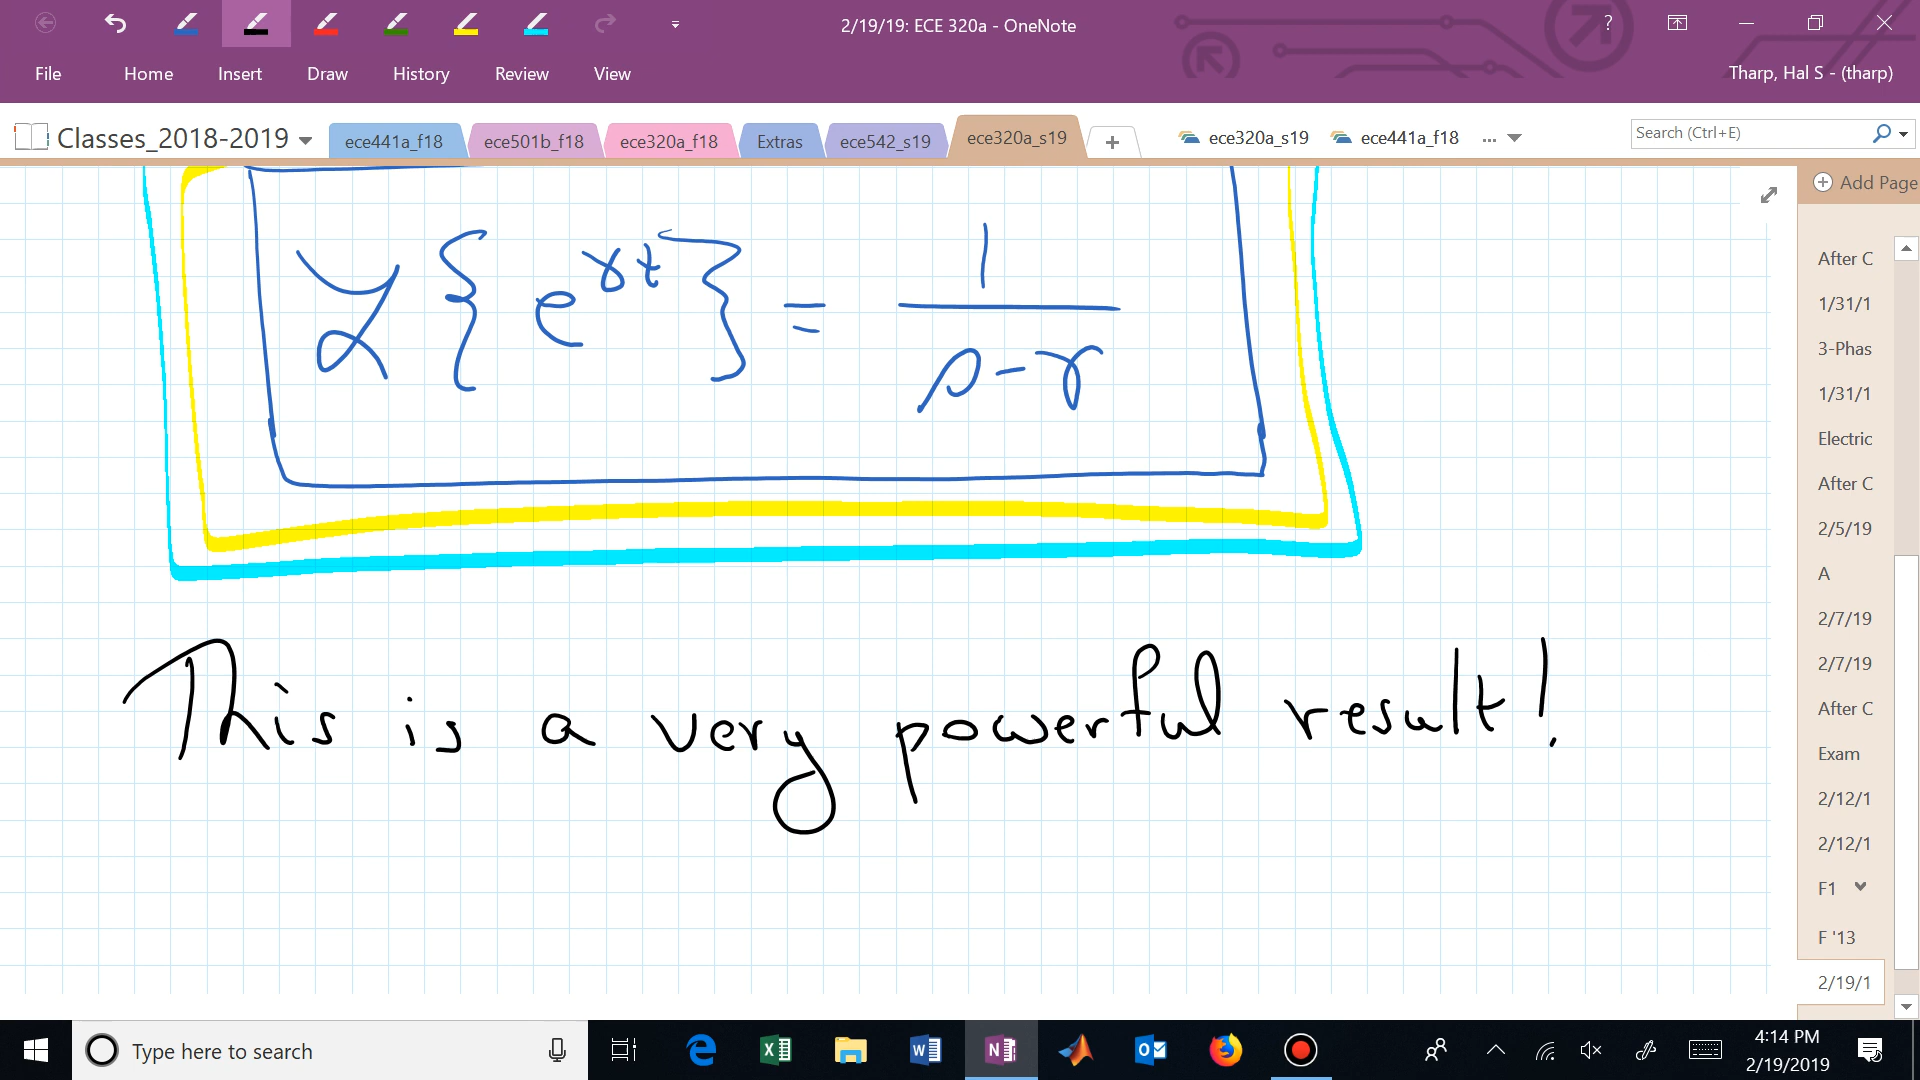 2/19/19: ECE 320a - OneNote
?
File Home Insert Draw History Review View
Tharp, Hal S - (tharp)
Classes_2018-2019
ece441a_f18 ece501b_f18 ece320a_f18 Extras ece542_s19 ece320a_s19 +
ece320a_s19 ece441a_f18 ...
Search (Ctrl+E)
ℒ{e^γt} = 1/(s-γ)
This is a very powerful result!
Add Page
After C
1/31/1
3-Phas
1/31/1
Electric
After C
2/5/19
A
2/7/19
2/7/19
After C
Exam
2/12/1
2/12/1
F1
F '13
2/19/1
Type here to search
4:14 PM
2/19/2019